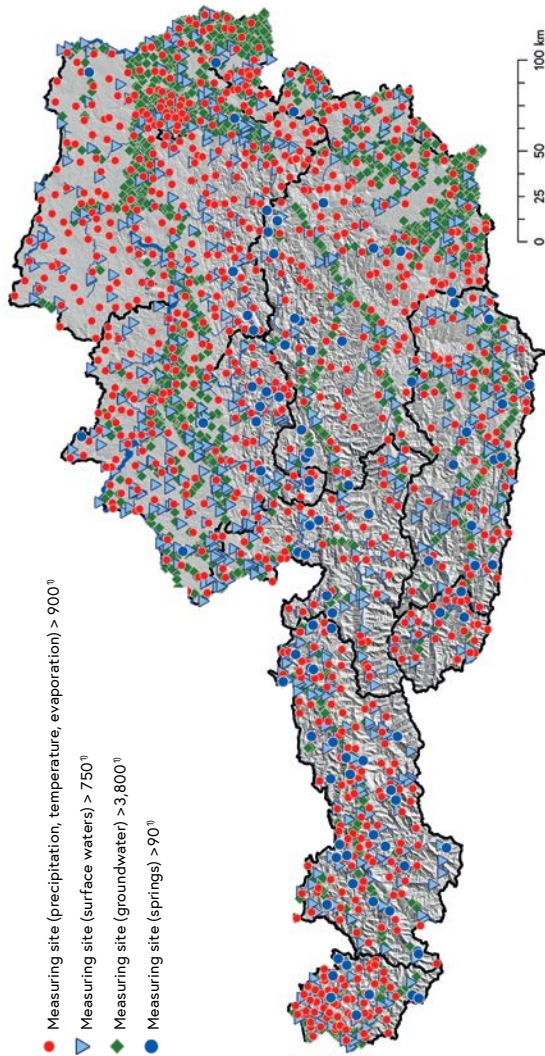 Measuring site (precipitation, temperature, evaporation) > 900¹⁾
Measuring site (surface waters) > 750¹⁾
Measuring site (groundwater) > 3,800¹⁾
Measuring site (springs) > 90¹⁾
0 25 50 100 km